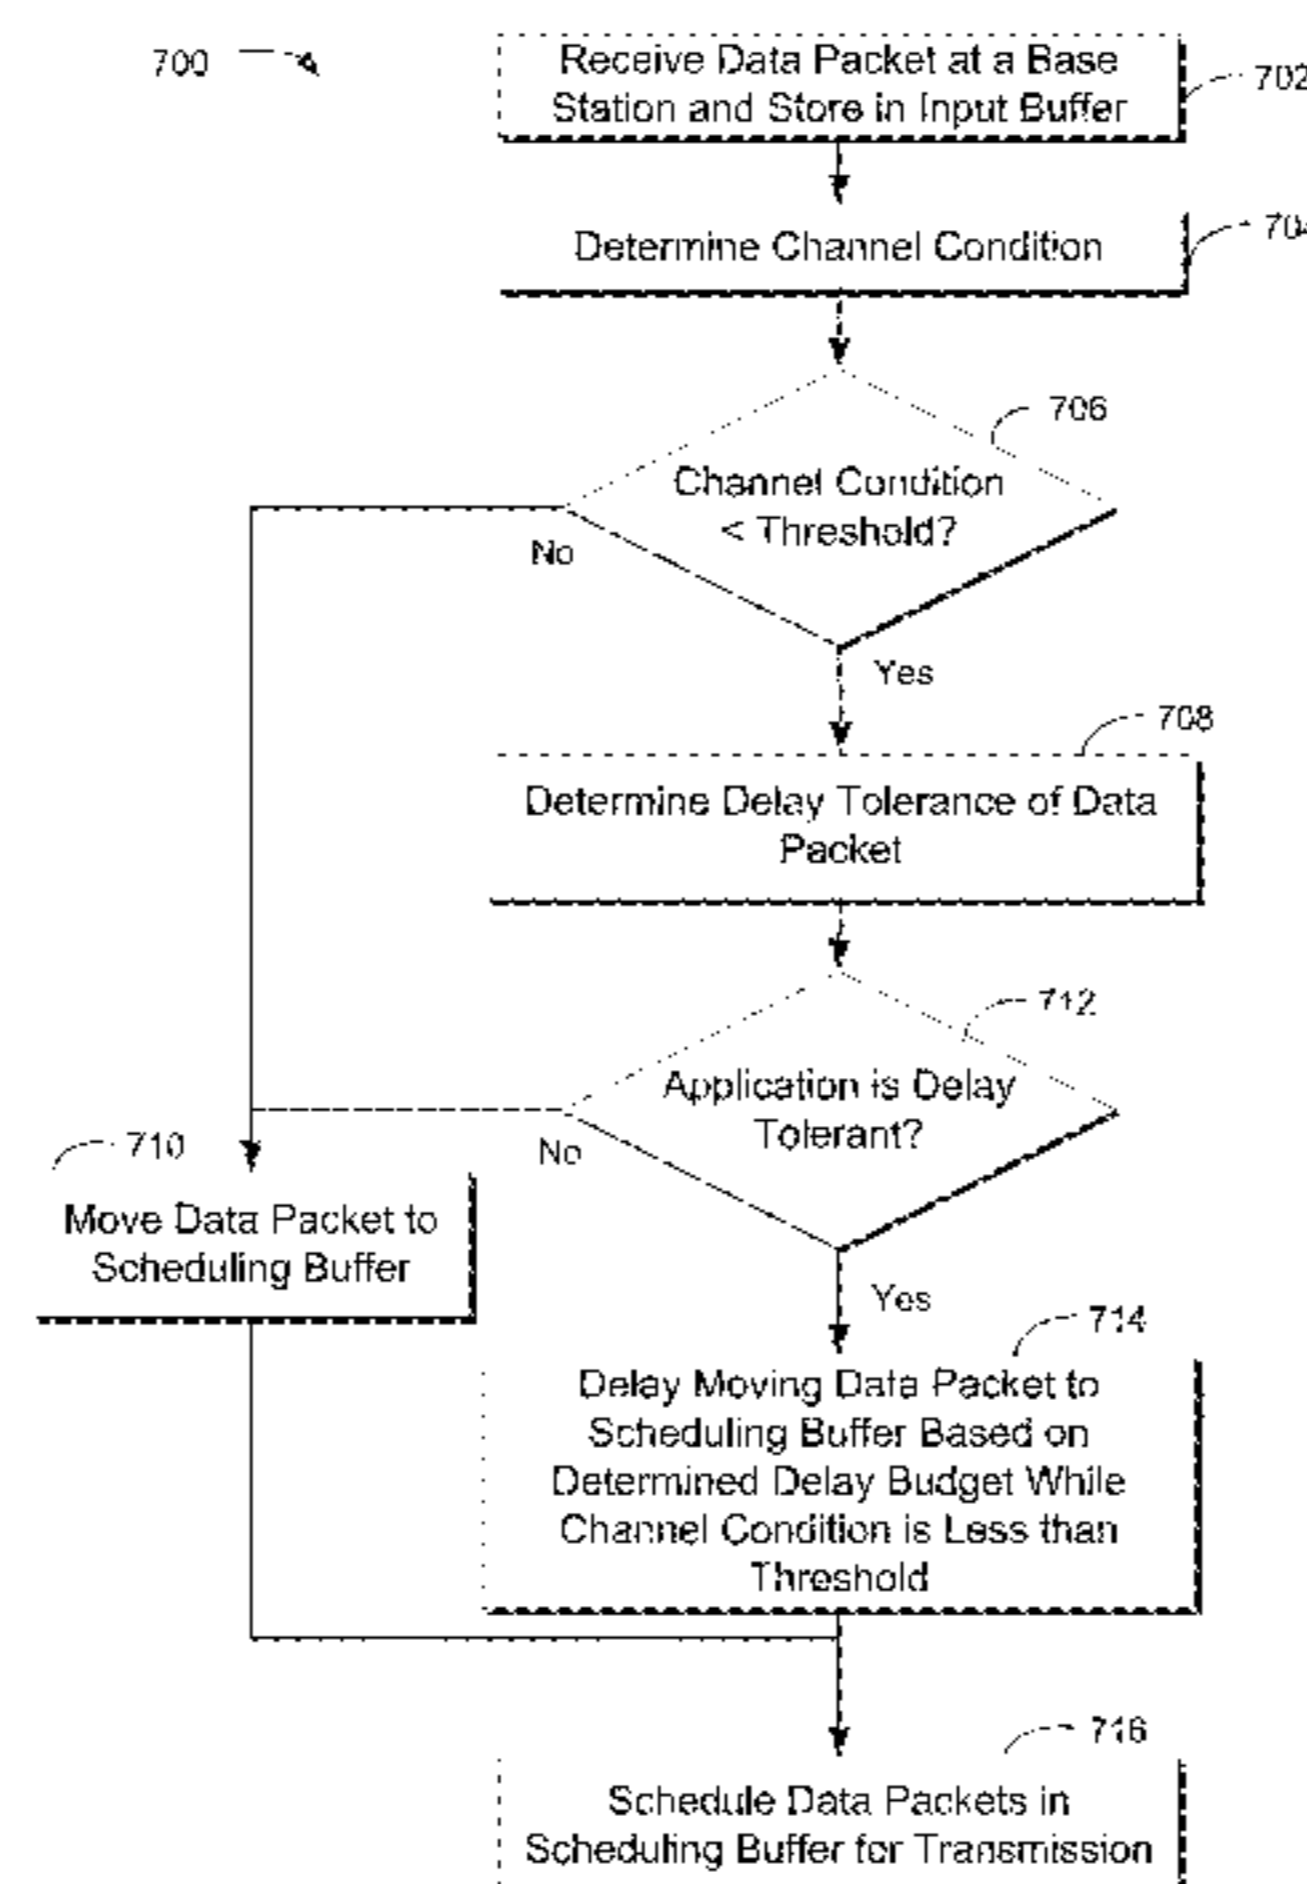 700
Receive Data Packet at a Base
Station and Store in Input Buffer
702
Determine Channel Condition
704
706
Channel Condition
< Threshold?
No
Yes
708
Determine Delay Tolerance of Data
Packet
712
Application is Delay
Tolerant?
No
Yes
710
Move Data Packet to
Scheduling Buffer
714
Delay Moving Data Packet to
Scheduling Buffer Based on
Determined Delay Budget While
Channel Condition is Less than
Threshold
716
Schedule Data Packets in
Scheduling Buffer for Transmission